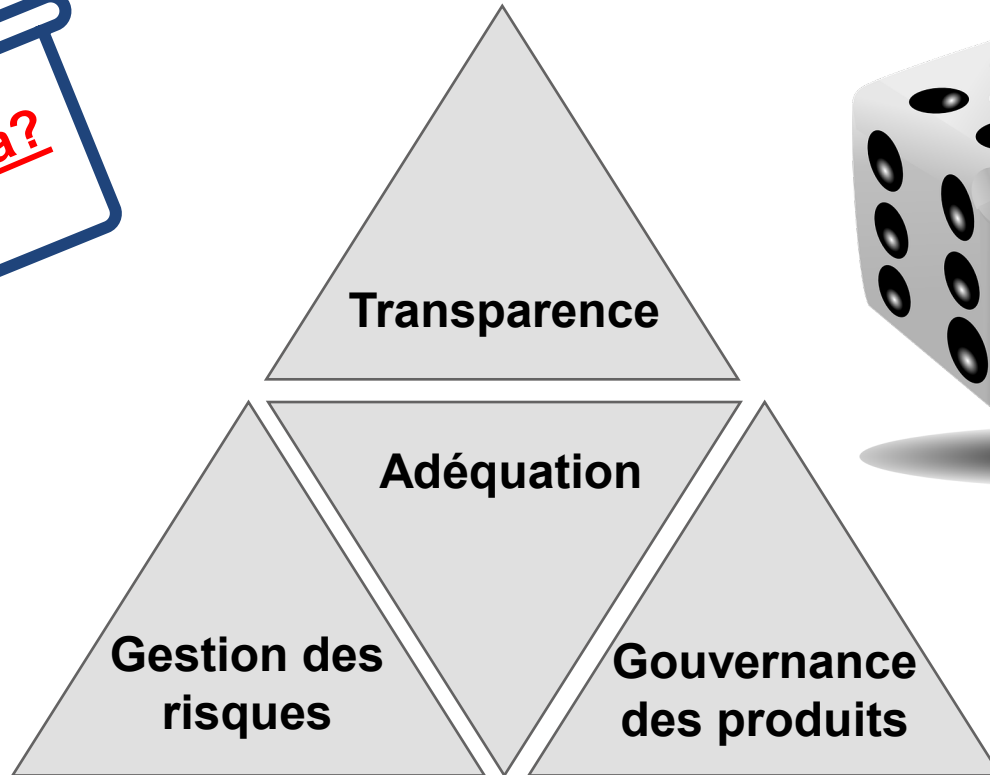 a?
Transparence
Adéquation
Gestion des
risques
Gouvernance
des produits